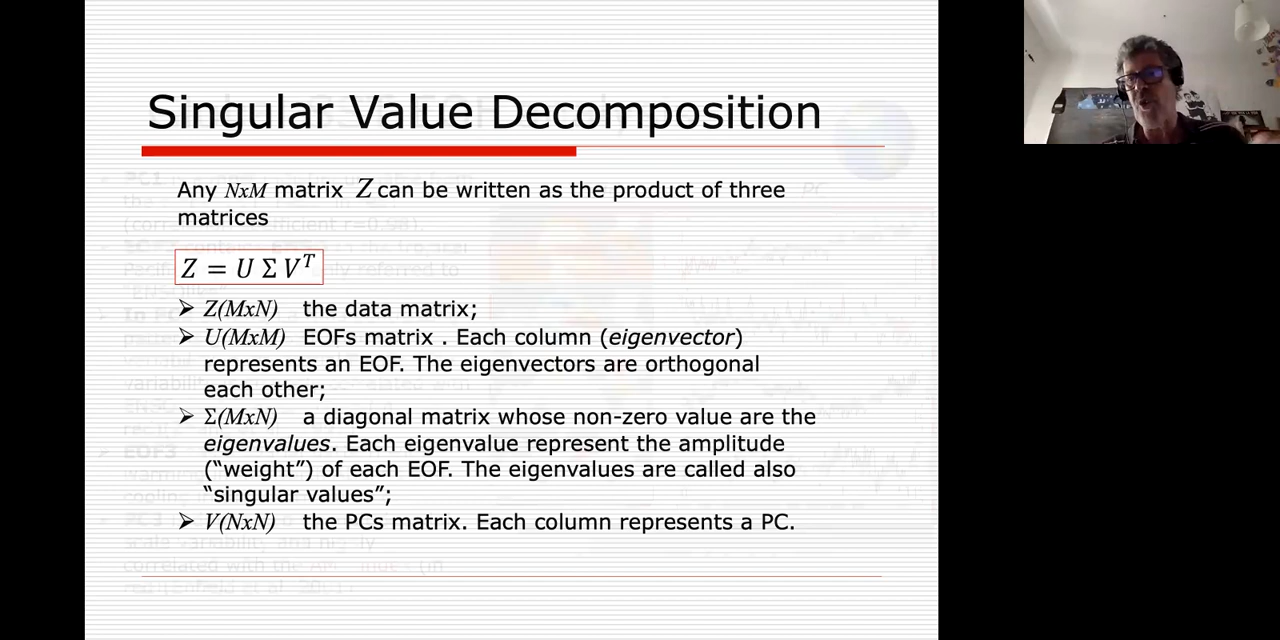 Singular Value Decomposition
Any NxM matrix Z can be written as the product of three
matrices
Z = U Σ V^T
➢ Z(MxN) the data matrix;
➢ U(MxM) EOFs matrix . Each column (eigenvector)
represents an EOF. The eigenvectors are orthogonal
each other;
➢ Σ(MxN) a diagonal matrix whose non-zero value are the
eigenvalues. Each eigenvalue represent the amplitude
("weight") of each EOF. The eigenvalues are called also
"singular values";
➢ V(NxN) the PCs matrix. Each column represents a PC.